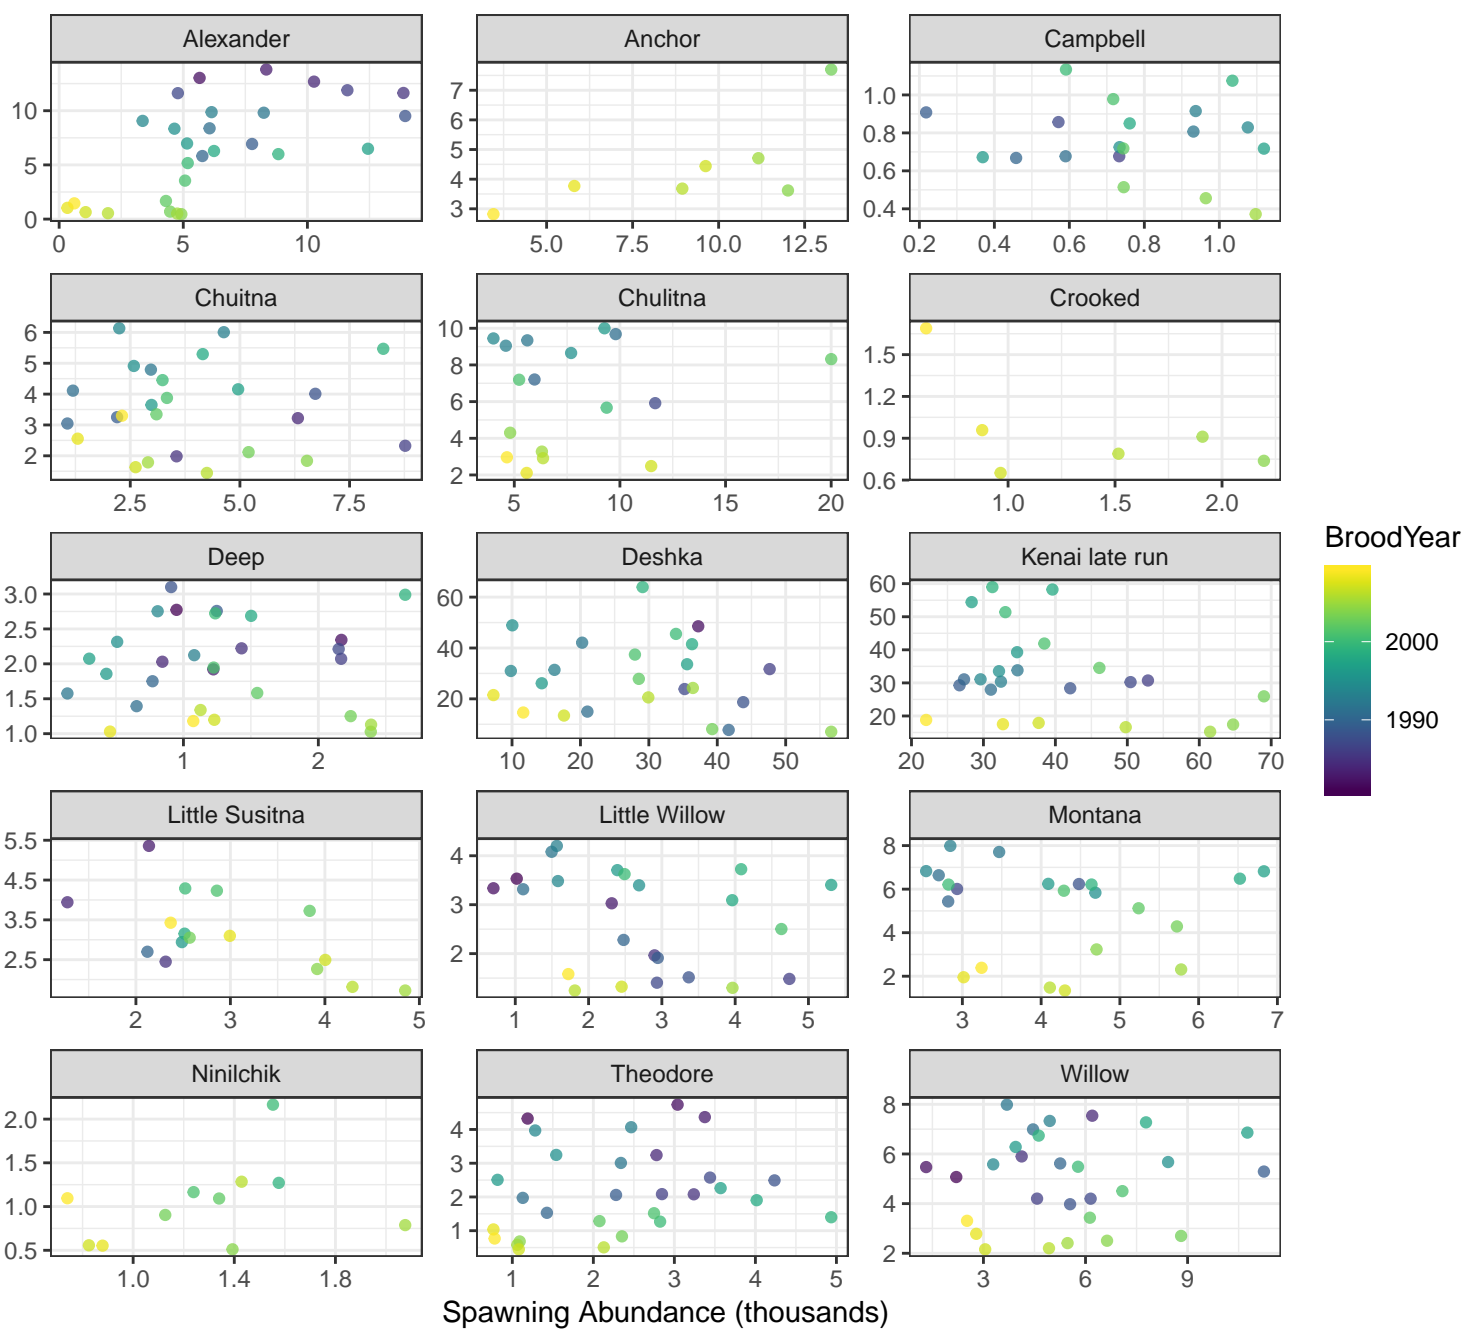 Alexander Anchor Campbell
10 5 0
7 6 5 4 3
1.0 0.8 0.6 0.4
0 5 10
5.0 7.5 10.0 12.5
0.2 0.4 0.6 0.8 1.0
Chuitna Chulitna Crooked
6 5 4 3 2
10 8 6 4 2
1.5 1.2 0.9 0.6
2.5 5.0 7.5
5 10 15 20
1.0 1.5 2.0
Deep Deshka Kenai late run
3.0 2.5 2.0 1.5 1.0
60 40 20
60 50 40 30 20
1 2
10 20 30 40 50
20 30 40 50 60 70
Little Susitna Little Willow Montana
5.5 4.5 3.5 2.5
4 3 2
8 6 4 2
2 3 4 5
1 2 3 4 5
3 4 5 6 7
Ninilchik Theodore Willow
2.0 1.5 1.0 0.5
4 3 2 1
8 6 4 2
1.0 1.4 1.8
1 2 3 4 5
3 6 9
Spawning Abundance (thousands)
BroodYear
2000
1990